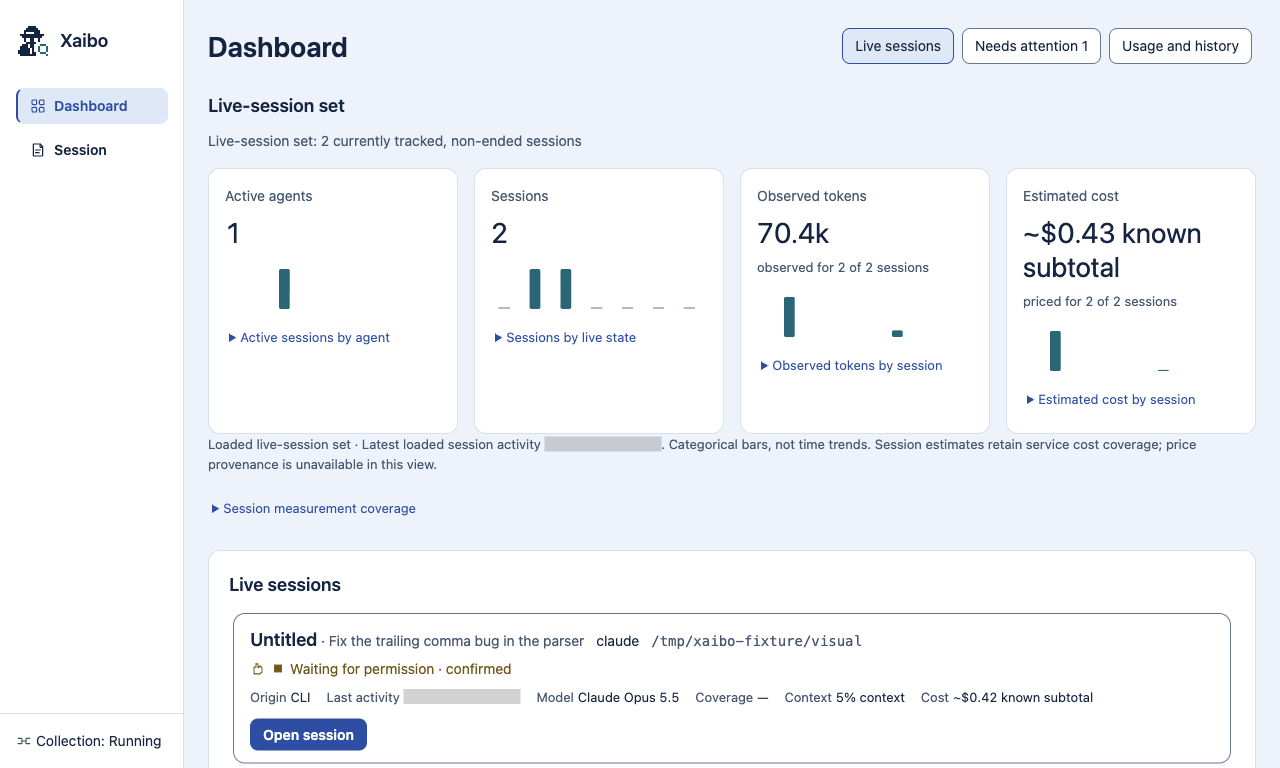 Xaibo
Dashboard
Session
Collection: Running
Dashboard
Live sessions
Needs attention 1
Usage and history
Live-session set
Live-session set: 2 currently tracked, non-ended sessions
Active agents
1
Active sessions by agent
Sessions
2
Sessions by live state
Observed tokens
70.4k
observed for 2 of 2 sessions
Observed tokens by session
Estimated cost
~$0.43 known
subtotal
priced for 2 of 2 sessions
Estimated cost by session
Loaded live-session set · Latest loaded session activity . Categorical bars, not time trends. Session estimates retain service cost coverage; price
provenance is unavailable in this view.
Session measurement coverage
Live sessions
Untitled · Fix the trailing comma bug in the parser claude /tmp/xaibo-fixture/visual
Waiting for permission · confirmed
Origin CLI Last activity Model Claude Opus 5.5 Coverage — Context 5% context Cost ~$0.42 known subtotal
Open session